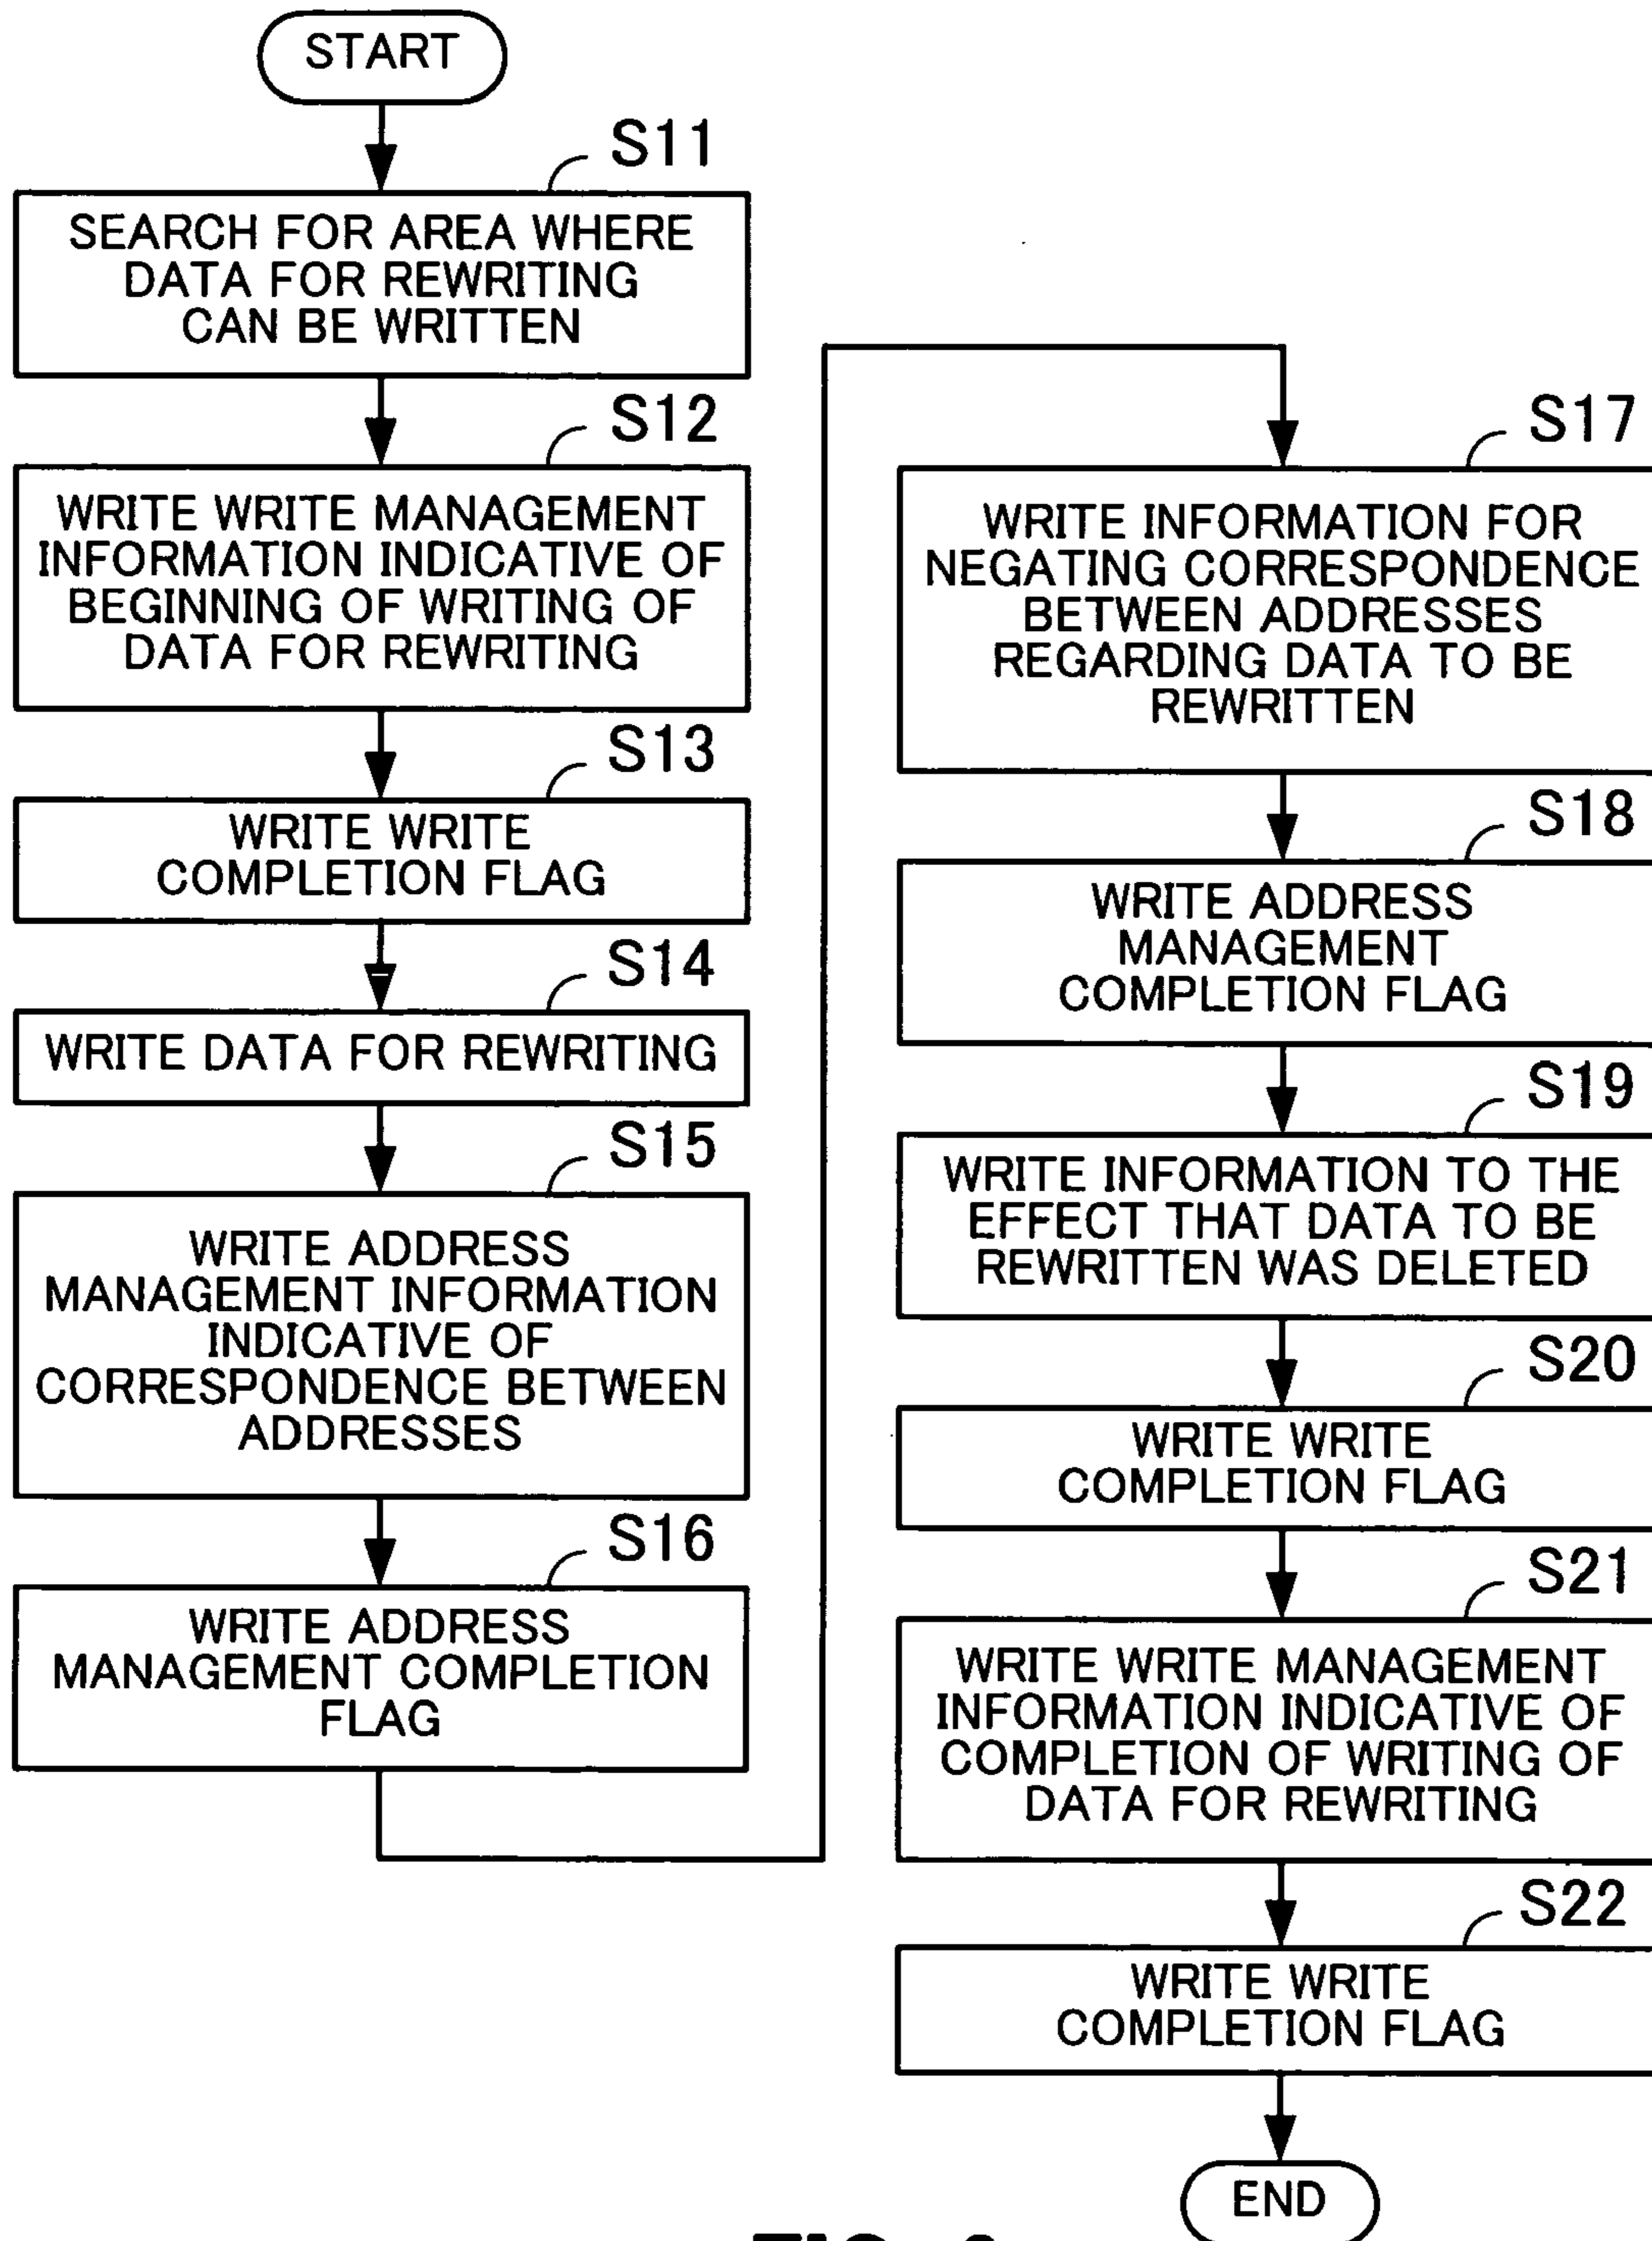 START
S11
SEARCH FOR AREA WHERE
DATA FOR REWRITING
CAN BE WRITTEN
S12
WRITE WRITE MANAGEMENT
INFORMATION INDICATIVE OF
BEGINNING OF WRITING OF
DATA FOR REWRITING
S13
WRITE WRITE
COMPLETION FLAG
S14
WRITE DATA FOR REWRITING
S15
WRITE ADDRESS
MANAGEMENT INFORMATION
INDICATIVE OF
CORRESPONDENCE BETWEEN
ADDRESSES
S16
WRITE ADDRESS
MANAGEMENT COMPLETION
FLAG
S17
WRITE INFORMATION FOR
NEGATING CORRESPONDENCE
BETWEEN ADDRESSES
REGARDING DATA TO BE
REWRITTEN
S18
WRITE ADDRESS
MANAGEMENT
COMPLETION FLAG
S19
WRITE INFORMATION TO THE
EFFECT THAT DATA TO BE
REWRITTEN WAS DELETED
S20
WRITE WRITE
COMPLETION FLAG
S21
WRITE WRITE MANAGEMENT
INFORMATION INDICATIVE OF
COMPLETION OF WRITING OF
DATA FOR REWRITING
S22
WRITE WRITE
COMPLETION FLAG
END